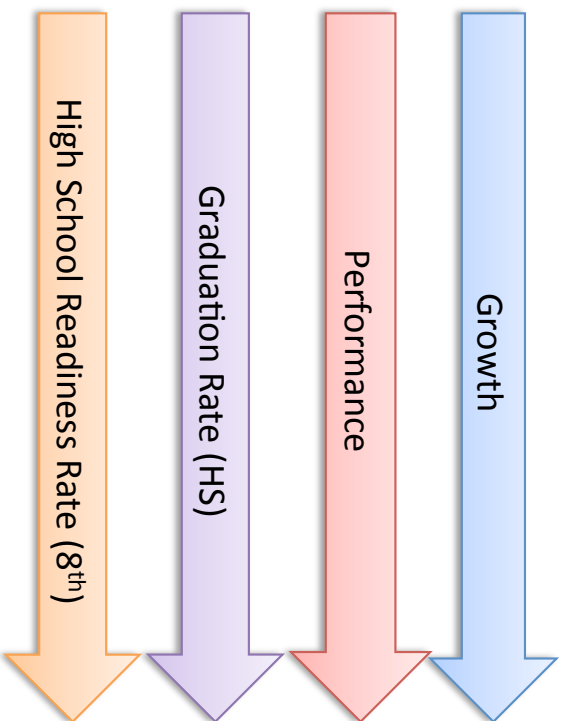 Growth
Performance
Graduation Rate (HS)
High School Readiness Rate (8th)